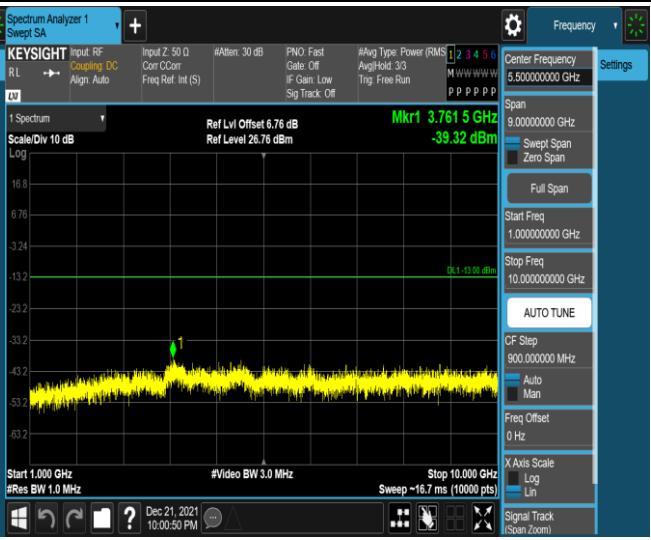 Spectrum Analyzer 1
Swept SA
Frequency
KEYSIGHT
RL
LXI
Input: RF
Coupling: DC
Align: Auto
Input Z: 50 Ω
Corr CCorr
Freq Ref: Int (S)
#Atten: 30 dB
PNO: Fast
Gate: Off
IF Gain: Low
Sig Track: Off
#Avg Type: Power (RMS
Avg|Hold: 3/3
Trig: Free Run
1 2 3 4 5 6
M W W W W W
P P P P P P
Center Frequency
5.500000000 GHz
Settings
Span
9.00000000 GHz
Swept Span
Zero Span
Full Span
Start Freq
1.000000000 GHz
Stop Freq
10.000000000 GHz
AUTO TUNE
CF Step
900.000000 MHz
Auto
Man
Freq Offset
0 Hz
X Axis Scale
Log
Lin
Signal Track
(Span Zoom)
1 Spectrum
Scale/Div 10 dB
Log
Ref Lvl Offset 6.76 dB
Ref Level 26.76 dBm
Mkr1 3.761 5 GHz
-39.32 dBm
16.8
6.76
-3.24
-13.2
-23.2
-33.2
-43.2
-53.2
-63.2
DL1 -13.00 dBm
1
Start 1.000 GHz
#Res BW 1.0 MHz
#Video BW 3.0 MHz
Stop 10.000 GHz
Sweep ~16.7 ms (10000 pts)
?
Dec 21, 2021
10:00:50 PM